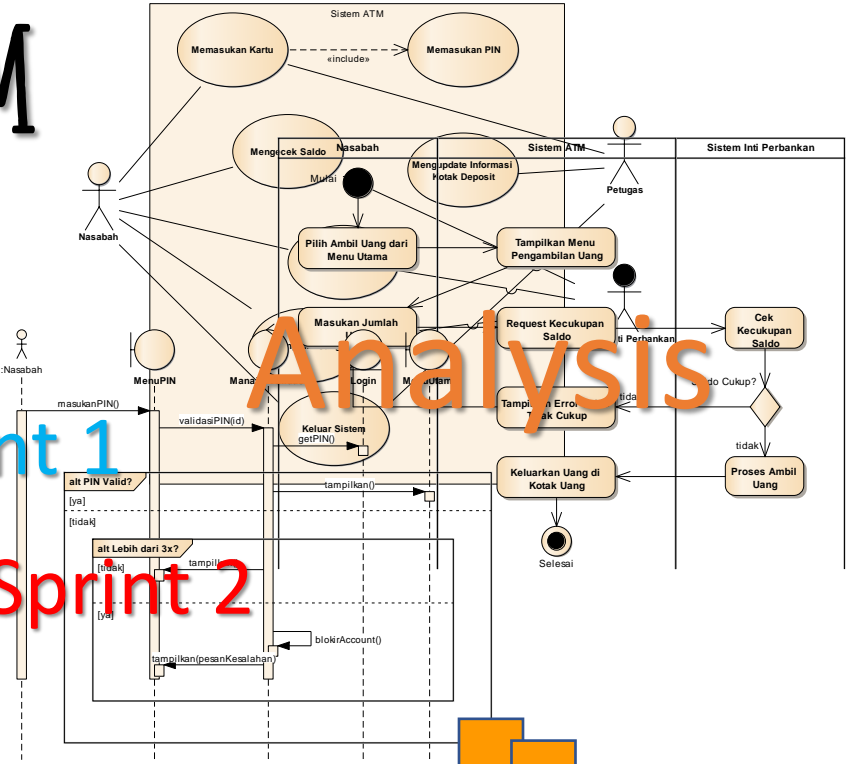 M
Sistem ATM
Memasukan Kartu
«include»
Memasukan PIN
Mengecek Saldo
Mengupdate Informasi
Kotak Deposit
Nasabah
Sistem ATM
Sistem Inti Perbankan
Petugas
Nasabah
Mulai
Pilih Ambil Uang dari
Menu Utama
Tampilkan Menu
Pengambilan Uang
Masukan Jumlah
Request Kecukupan
Saldo
Cek
Kecukupan
Saldo
Perbankan
:Nasabah
MenuPIN
Login
Analysis
Cukup?
masukanPIN()
validasiPIN(id)
getPIN()
Keluar Sistem
Cukup
tidak
Proses Ambil
Uang
Keluarkan Uang di
Kotak Uang
Selesai
nt 1
alt PIN Valid?
[ya]
[tidak]
tampilkan()
alt Lebih dari 3x?
[tidak]
Sprint 2
[ya]
blokirAccount()
tampilkan(pesanKesalahan)